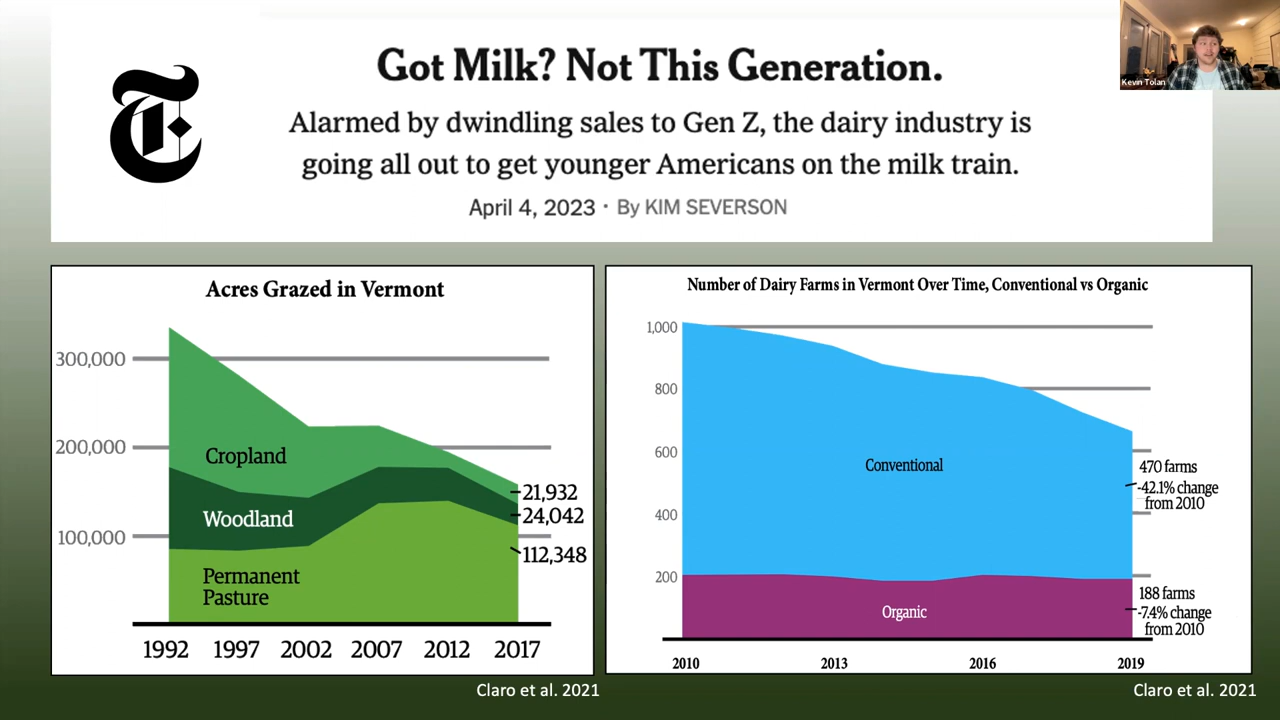 Got Milk? Not This Generation.
Alarmed by dwindling sales to Gen Z, the dairy industry is
going all out to get younger Americans on the milk train.
April 4, 2023 · By KIM SEVERSON
Kevin Tolan
T
Acres Grazed in Vermont
300,000
200,000
100,000
Cropland
Woodland
Permanent
Pasture
21,932
24,042
112,348
1992 1997 2002 2007 2012 2017
Claro et al. 2021
Number of Dairy Farms in Vermont Over Time, Conventional vs Organic
1,000
800
600
400
200
Conventional
Organic
470 farms
-42.1% change
from 2010
188 farms
-7.4% change
from 2010
2010 2013 2016 2019
Claro et al. 2021